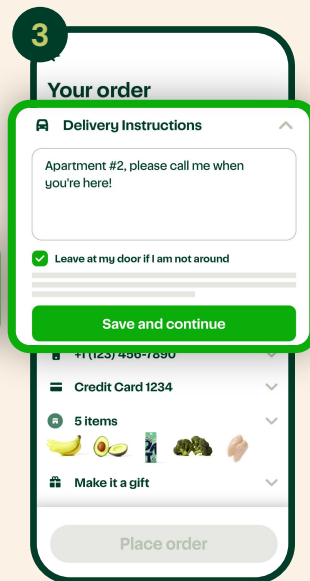 3
Your order
Delivery Instructions
Apartment #2, please call me when
you're here!
Leave at my door if I am not around
Save and continue
+1 (123) 456-7890
Credit Card 1234
5 items
Make it a gift
Place order